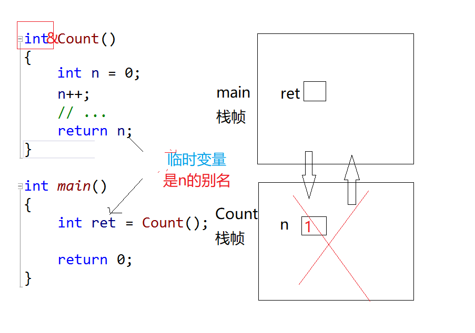 int& Count()
{
int n = 0;
n++;
// ...
return n;
}
临时变量
是n的别名
int main()
{
int ret = Count();
return 0;
}
main
栈帧
ret
Count
栈帧
n
1